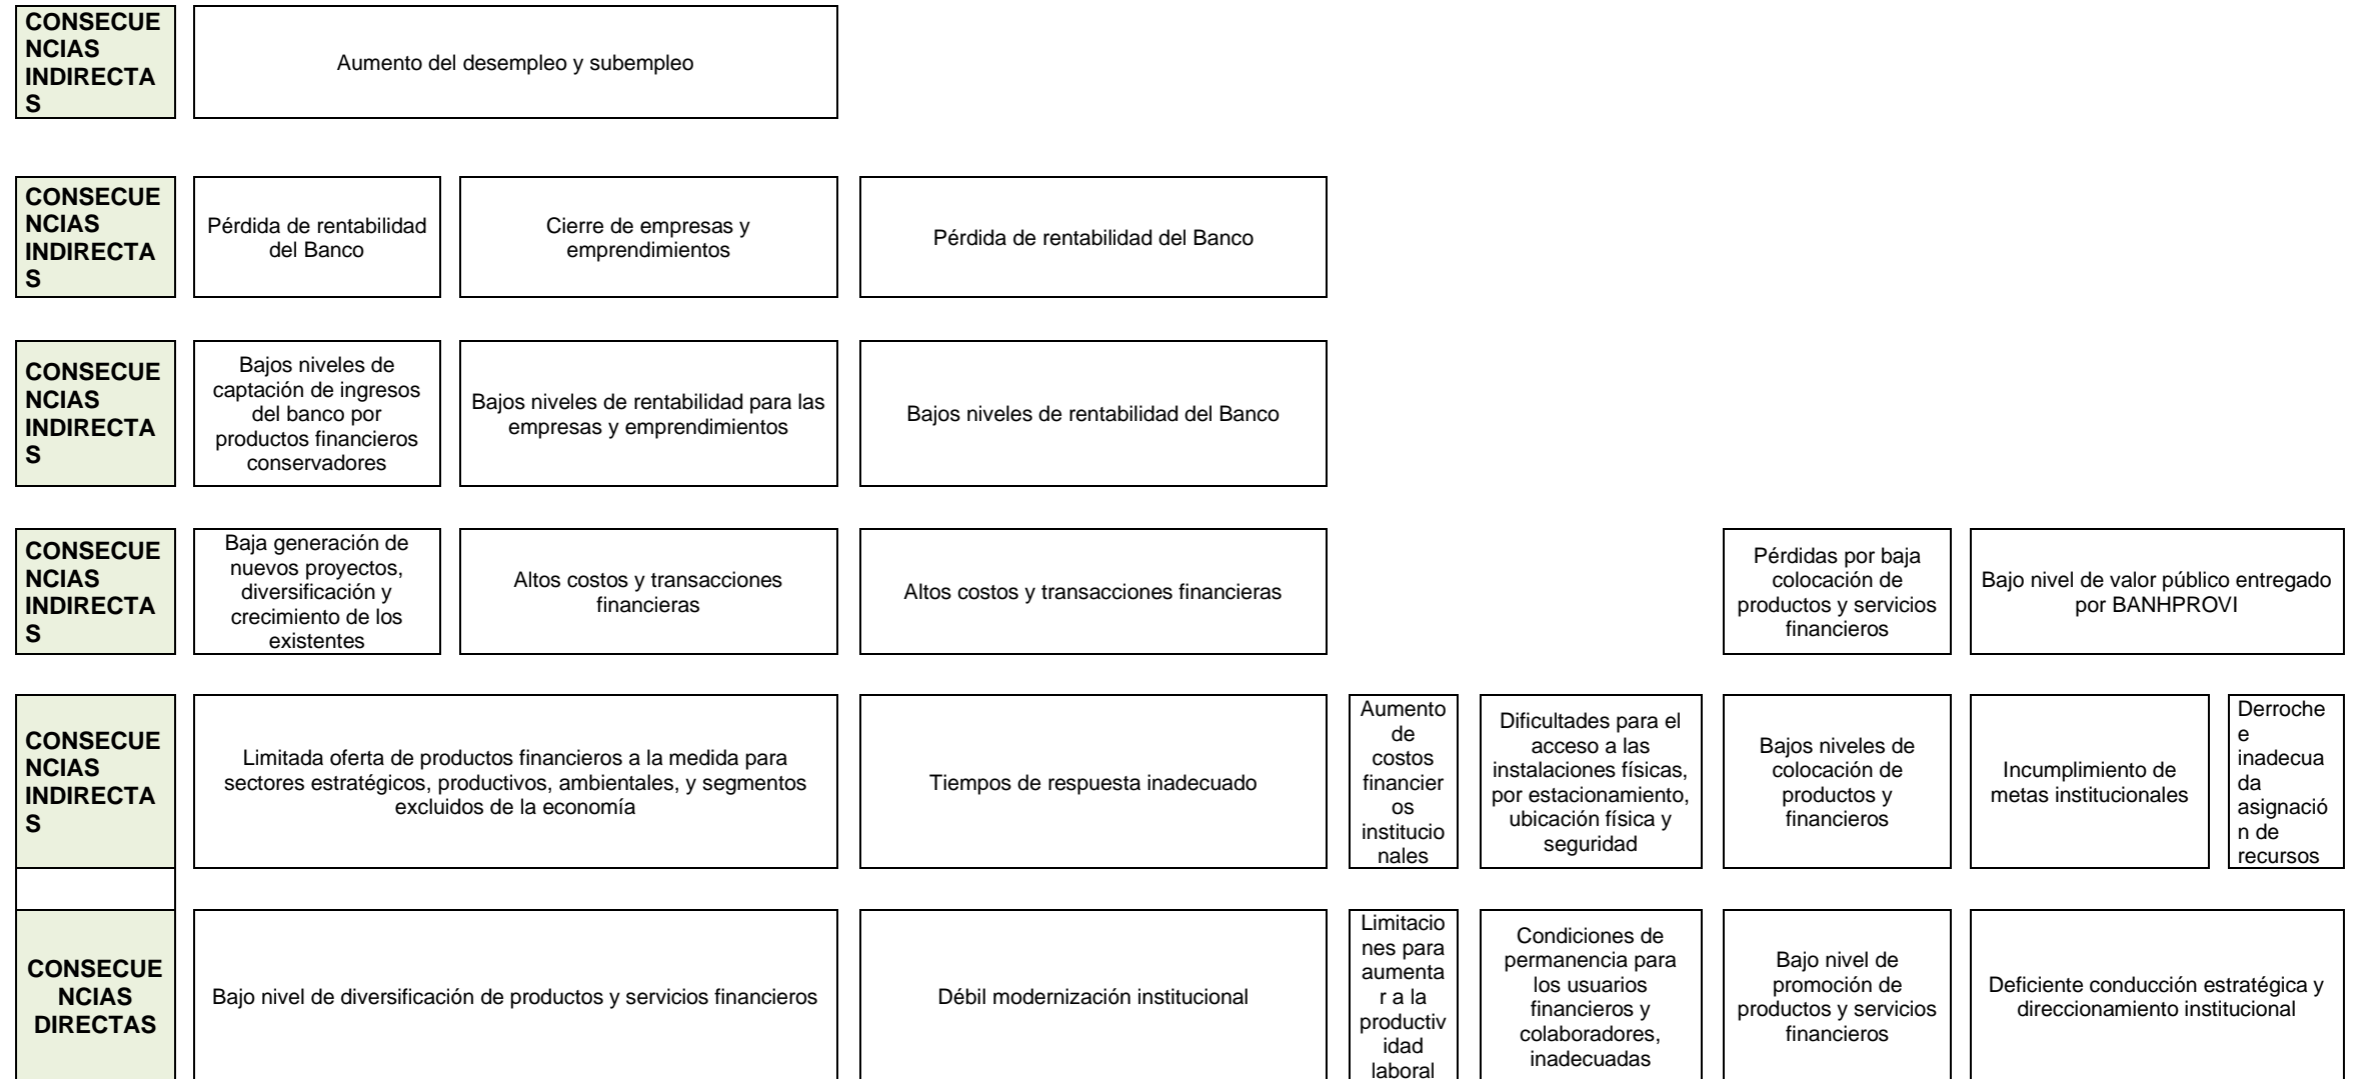 CONSECUE
NCIAS
INDIRECTA
S
Aumento del desempleo y subempleo
CONSECUE
NCIAS
INDIRECTA
S
Pérdida de rentabilidad
del Banco
Cierre de empresas y
emprendimientos
Pérdida de rentabilidad del Banco
CONSECUE
NCIAS
INDIRECTA
S
Bajos niveles de
captación de ingresos
del banco por
productos financieros
conservadores
Bajos niveles de rentabilidad para las
empresas y emprendimientos
Bajos niveles de rentabilidad del Banco
CONSECUE
NCIAS
INDIRECTA
S
Baja generación de
nuevos proyectos,
diversificación y
crecimiento de los
existentes
Altos costos y transacciones
financieras
Altos costos y transacciones financieras
Pérdidas por baja
colocación de
productos y servicios
financieros
Bajo nivel de valor público entregado
por BANHPROVI
CONSECUE
NCIAS
INDIRECTA
S
Limitada oferta de productos financieros a la medida para
sectores estratégicos, productivos, ambientales, y segmentos
excluidos de la economía
Tiempos de respuesta inadecuado
Aumento
de
costos
financier
os
institucio
nales
Dificultades para el
acceso a las
instalaciones físicas,
por estacionamiento,
ubicación física y
seguridad
Bajos niveles de
colocación de
productos y
financieros
Incumplimiento de
metas institucionales
Derroche
e
inadecua
da
asignació
n de
recursos
CONSECUE
NCIAS
DIRECTAS
Bajo nivel de diversificación de productos y servicios financieros
Débil modernización institucional
Limitacio
nes para
aumenta
r a la
productiv
idad
laboral
Condiciones de
permanencia para
los usuarios
financieros y
colaboradores,
inadecuadas
Bajo nivel de
promoción de
productos y servicios
financieros
Deficiente conducción estratégica y
direccionamiento institucional